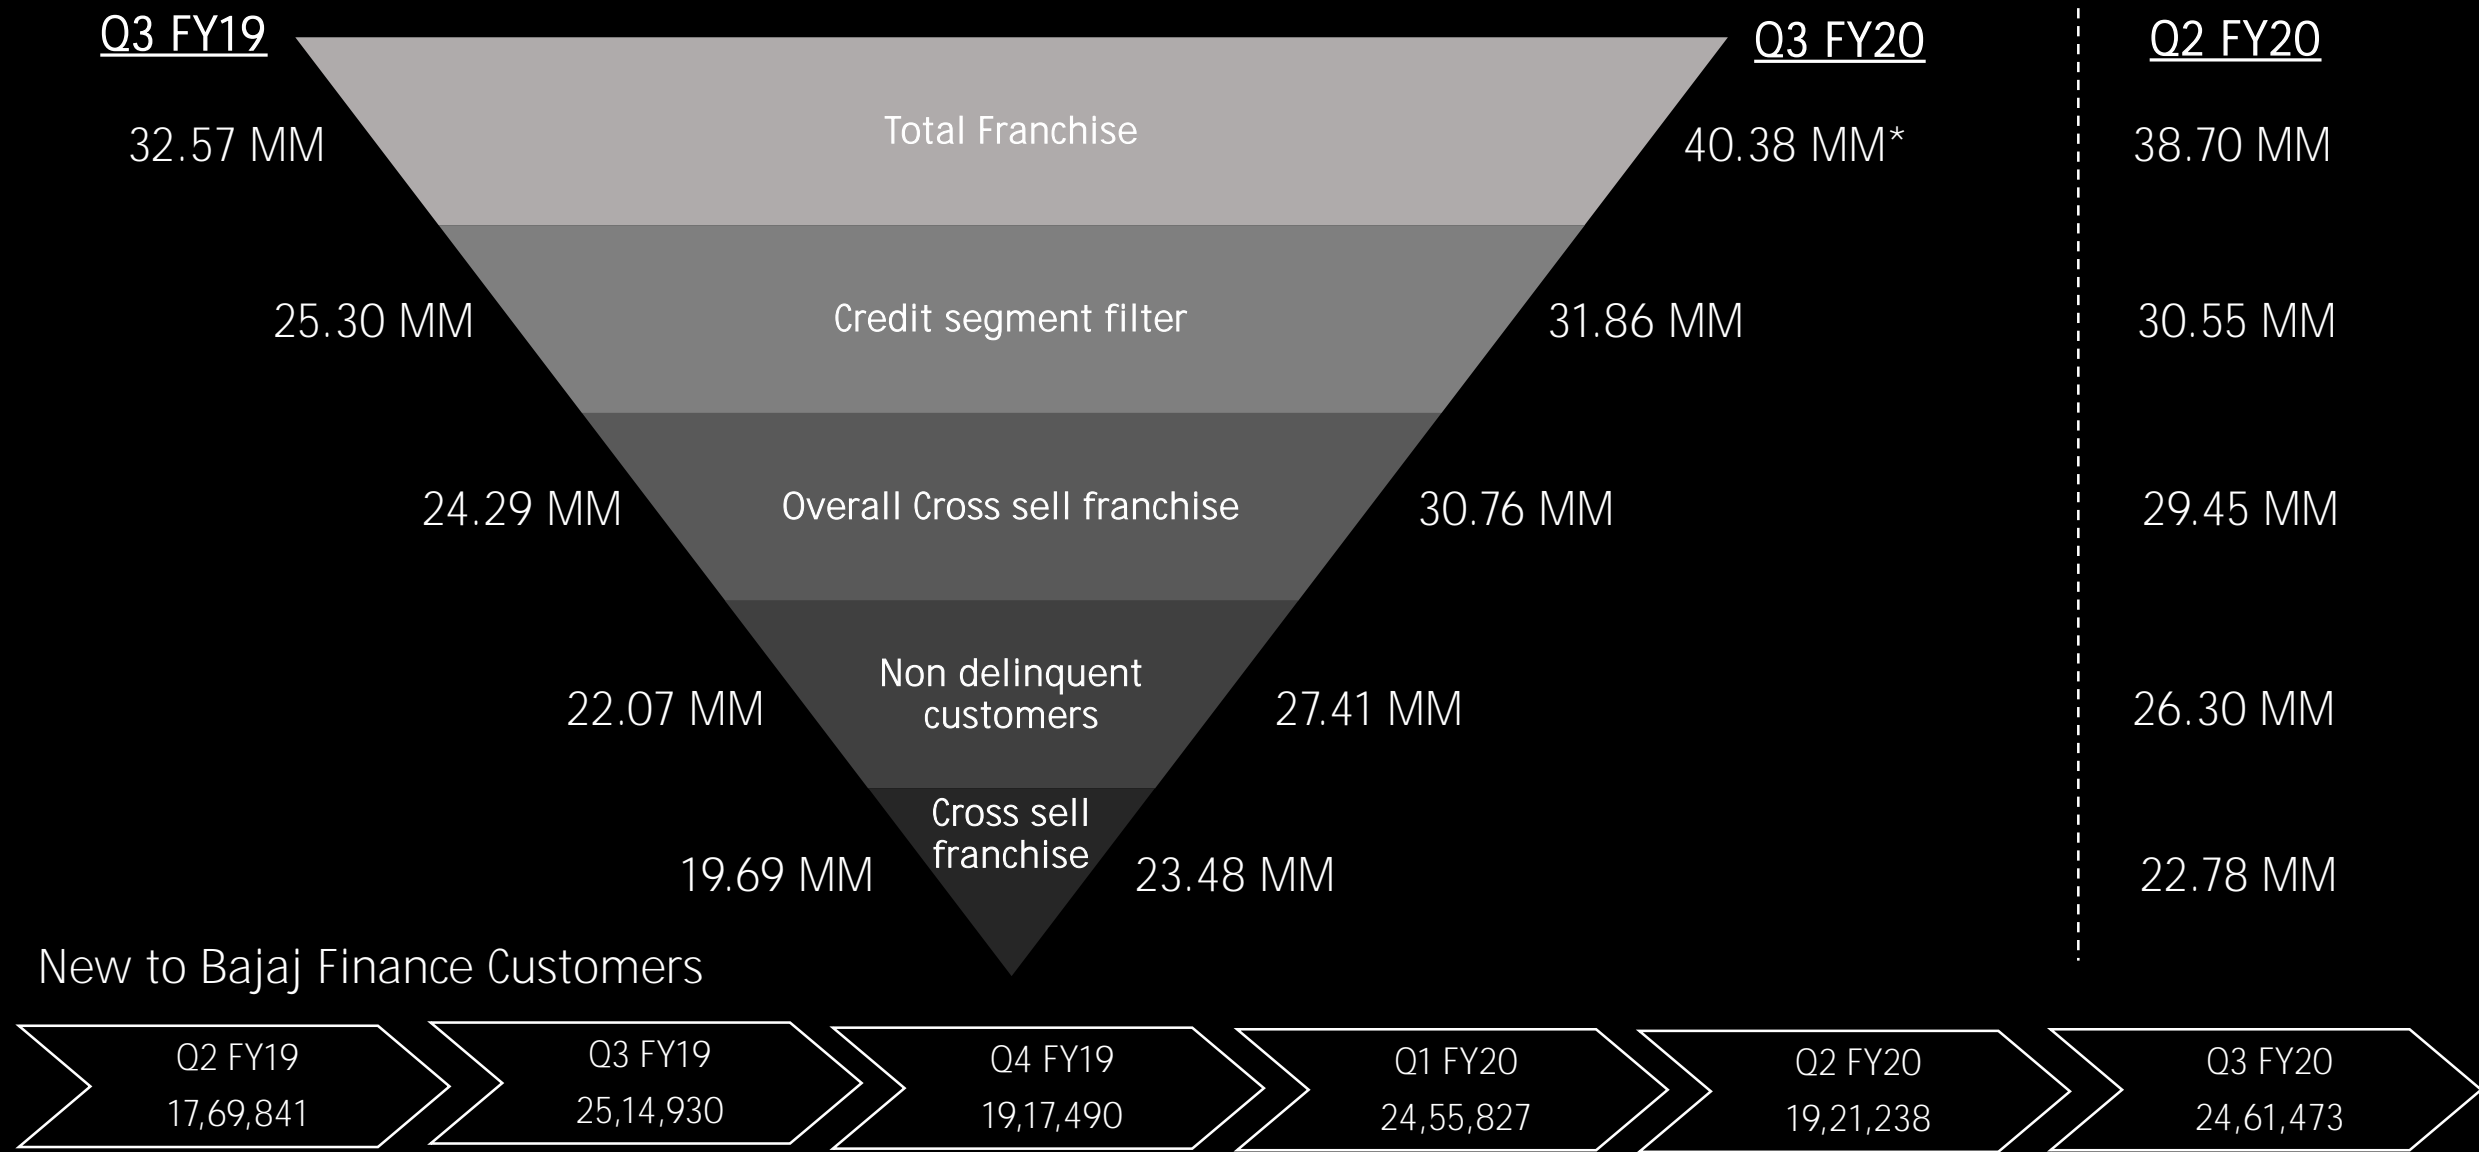 Q3 FY19
Q3 FY20
Q2 FY20
32.57 MM
Total Franchise
40.38 MM*
38.70 MM
25.30 MM
Credit segment filter
31.86 MM
30.55 MM
24.29 MM
Overall Cross sell franchise
30.76 MM
29.45 MM
22.07 MM
Non delinquent
customers
27.41 MM
26.30 MM
19.69 MM
Cross sell
franchise
23.48 MM
22.78 MM
New to Bajaj Finance Customers
Q2 FY19
17,69,841
Q3 FY19
25,14,930
Q4 FY19
19,17,490
Q1 FY20
24,55,827
Q2 FY20
19,21,238
Q3 FY20
24,61,473